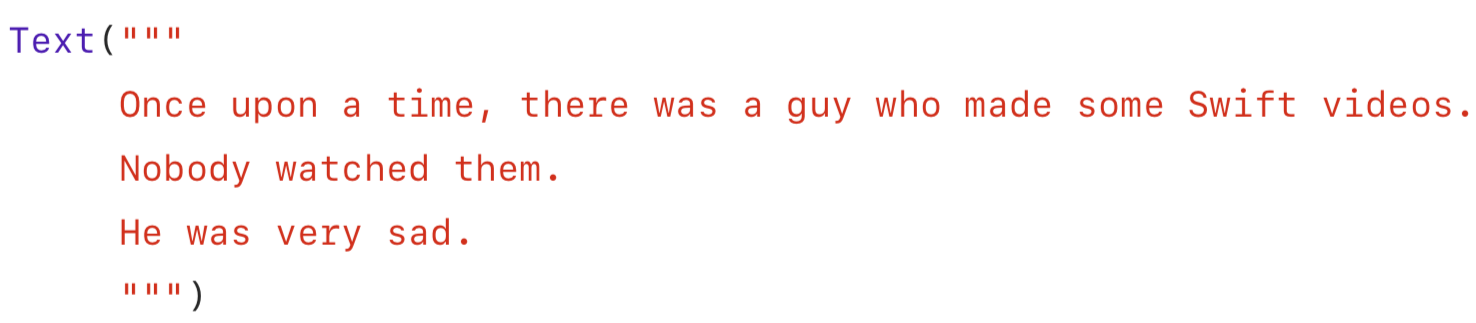 Text("""
     Once upon a time, there was a guy who made some Swift videos.
     Nobody watched them.
     He was very sad.
     """)